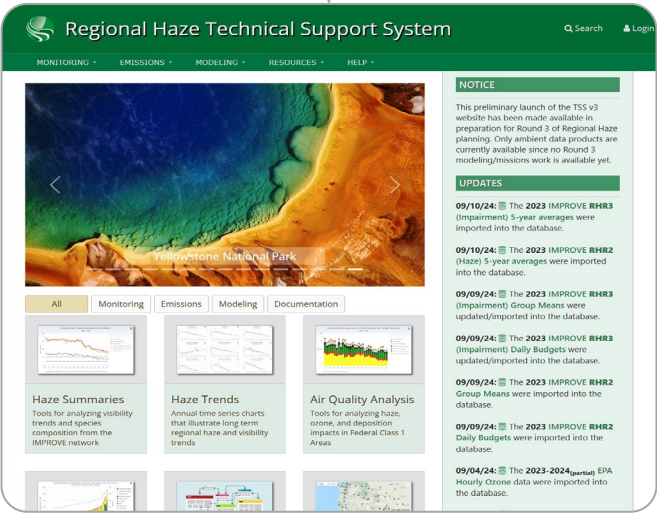 Regional Haze Technical Support System
Search
Login
MONITORING
EMISSIONS
MODELING
RESOURCES
HELP
Yellowstone National Park
All
Monitoring
Emissions
Modeling
Documentation
Haze Summaries
Tools for analyzing visibility
trends and species
composition from the
IMPROVE network
Haze Trends
Annual time series charts
that illustrate long term
regional haze and visibility
trends
Air Quality Analysis
Tools for analyzing haze,
ozone, and deposition
impacts in Federal Class 1
Areas
NOTICE
This preliminary launch of the TSS v3
website has been made available in
preparation for Round 3 of Regional Haze
planning. Only ambient data products are
currently available since no Round 3
modeling/missions work is available yet.
UPDATES
09/10/24: The 2023 IMPROVE RHR3
(Impairment) 5-year averages were
imported into the database.
09/10/24: The 2023 IMPROVE RHR2
(Haze) 5-year averages were imported
into the database.
09/09/24: The 2023 IMPROVE RHR3
(Impairment) Group Means were
updated/imported into the database.
09/09/24: The 2023 IMPROVE RHR3
(Impairment) Daily Budgets were
updated/imported into the database.
09/09/24: The 2023 IMPROVE RHR2
Group Means were imported into the
database.
09/09/24: The 2023 IMPROVE RHR2
Daily Budgets were imported into the
database.
09/04/24: The 2023-2024(partial) EPA
Hourly Ozone data were imported into
the database.